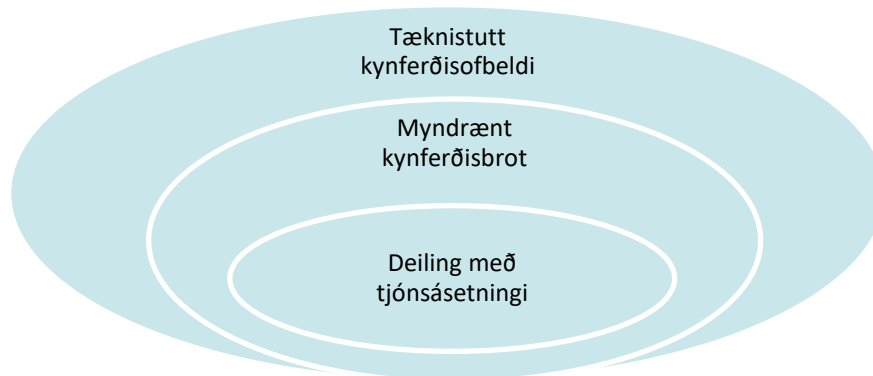 Tæknistutt
kynferðisofbeldi
Myndrænt
kynferðisbrot
Deiling með
tjónsásetningi